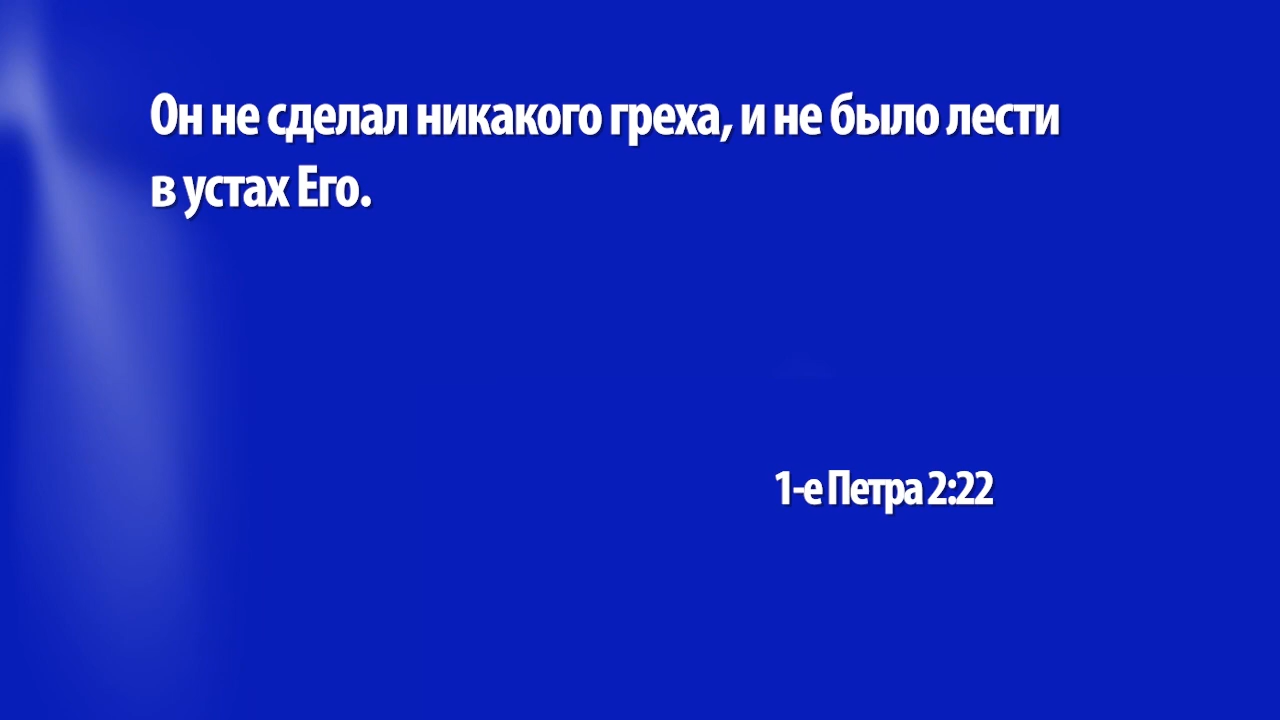 Он не сделал никакого греха, и не было лести
в устах Его.
1-е Петра 2:22